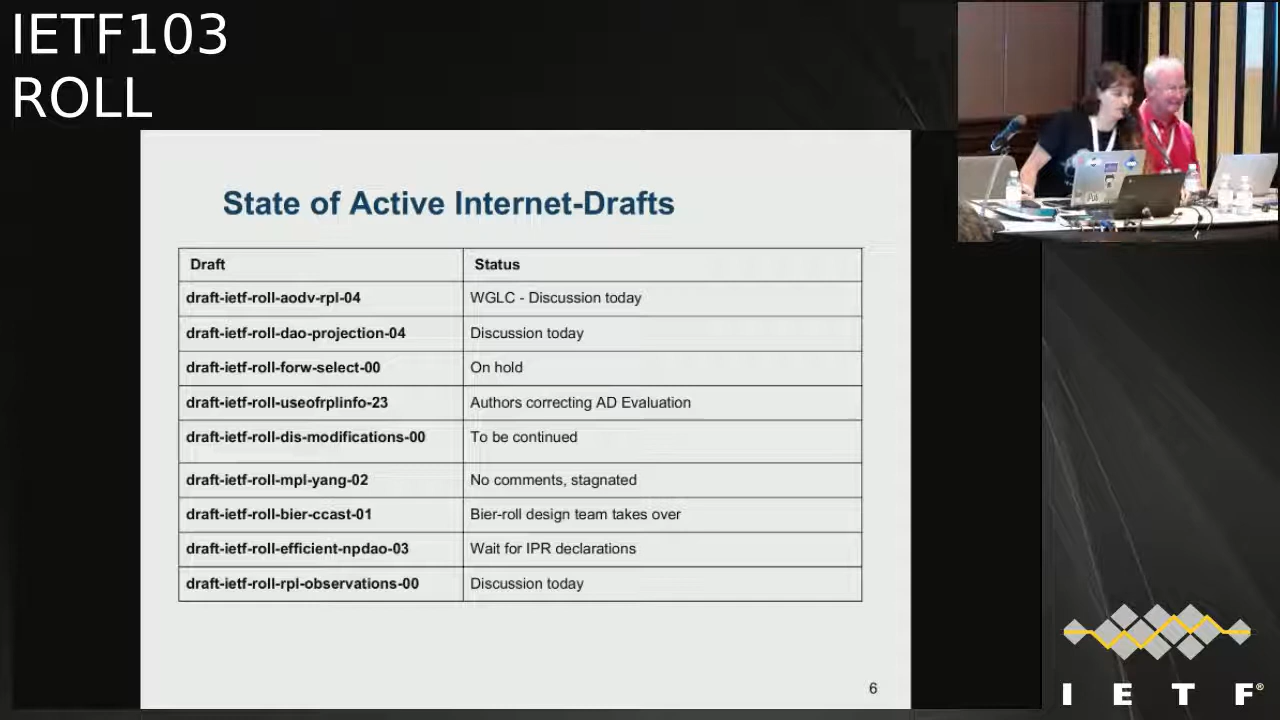 IETF103
ROLL
State of Active Internet-Drafts
Draft Status
draft-ietf-roll-aodv-rpl-04 WGLC - Discussion today
draft-ietf-roll-dao-projection-04 Discussion today
draft-ietf-roll-forw-select-00 On hold
draft-ietf-roll-useofrplinfo-23 Authors correcting AD Evaluation
draft-ietf-roll-dis-modifications-00 To be continued
draft-ietf-roll-mpl-yang-02 No comments, stagnated
draft-ietf-roll-bier-ccast-01 Bier-roll design team takes over
draft-ietf-roll-efficient-npdao-03 Wait for IPR declarations
draft-ietf-roll-rpl-observations-00 Discussion today
6
I E T F®